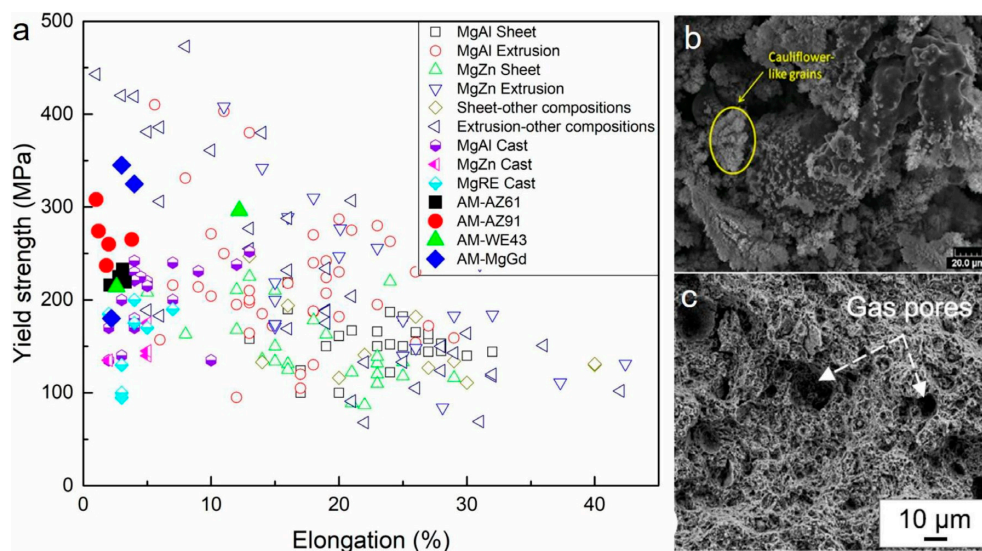 a
500
400
300
200
100
0
Yield strength (MPa)
0
10
20
30
40
Elongation (%)
MgAl Sheet
MgAl Extrusion
MgZn Sheet
MgZn Extrusion
Sheet-other compositions
Extrusion-other compositions
MgAl Cast
MgZn Cast
MgRE Cast
AM-AZ61
AM-AZ91
AM-WE43
AM-MgGd
b
Cauliflower-
like grains
20.0 µm
c
Gas pores
10 µm